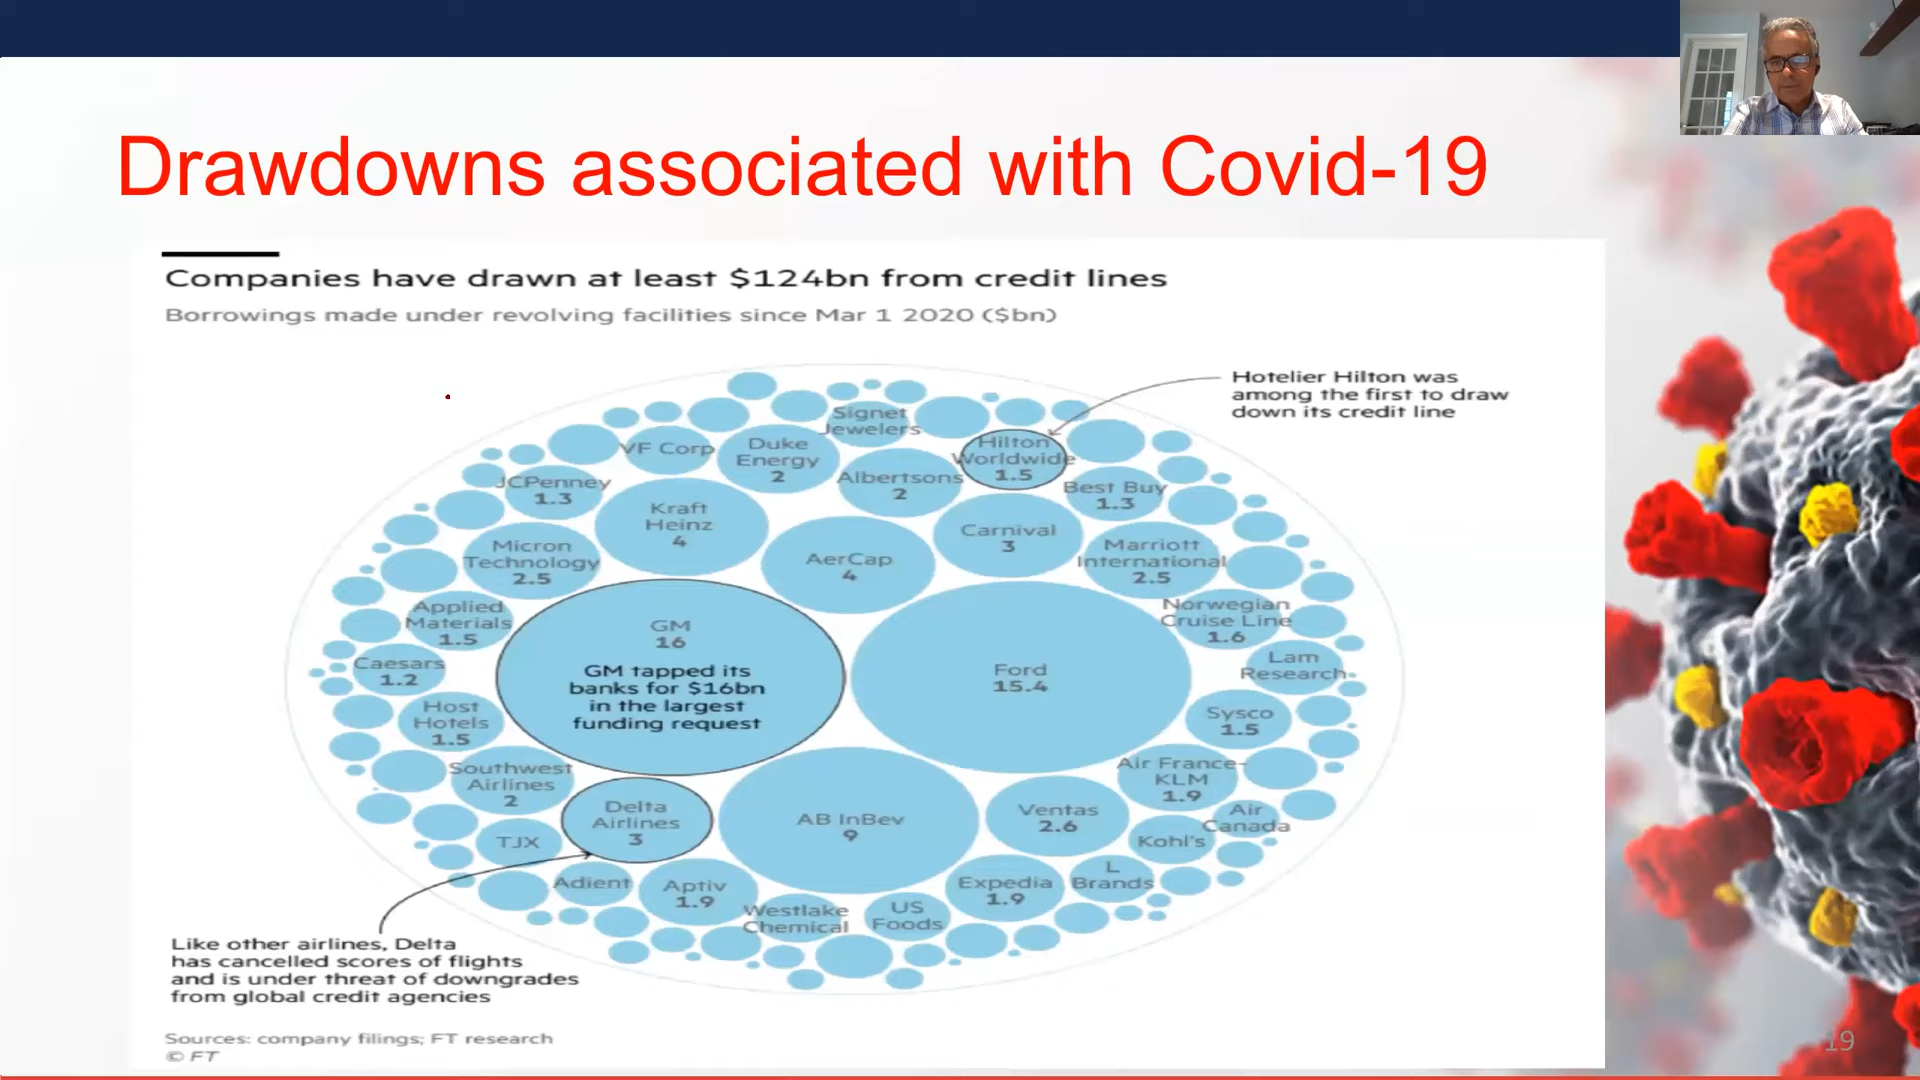 Drawdowns associated with Covid-19
Companies have drawn at least $124bn from credit lines
Borrowings made under revolving facilities since Mar 1 2020 ($bn)
Hotelier Hilton was
among the first to draw
down its credit line
Signet
Jewelers
VF Corp
Duke
Energy
2
Albertsons
2
Hilton
Worldwide
1.5
JCPenney
1.3
Kraft
Heinz
4
Best Buy
1.3
Micron
Technology
2.5
AerCap
4
Carnival
3
Marriott
International
2.5
Applied
Materials
1.5
GM
16
GM tapped its
banks for $16bn
in the largest
funding request
Ford
15.4
Norwegian
Cruise Line
1.6
Caesars
1.2
Lam
Research
Host
Hotels
1.5
Sysco
1.5
Southwest
Airlines
2
Delta
Airlines
3
AB InBev
9
Ventas
2.6
Air France-
KLM
1.9
Air
Canada
TJX
Kohl's
Adient
Aptiv
1.9
Westlake
Chemical
US
Foods
Expedia
1.9
L
Brands
Like other airlines, Delta
has cancelled scores of flights
and is under threat of downgrades
from global credit agencies
Sources: company filings; FT research
© FT
19